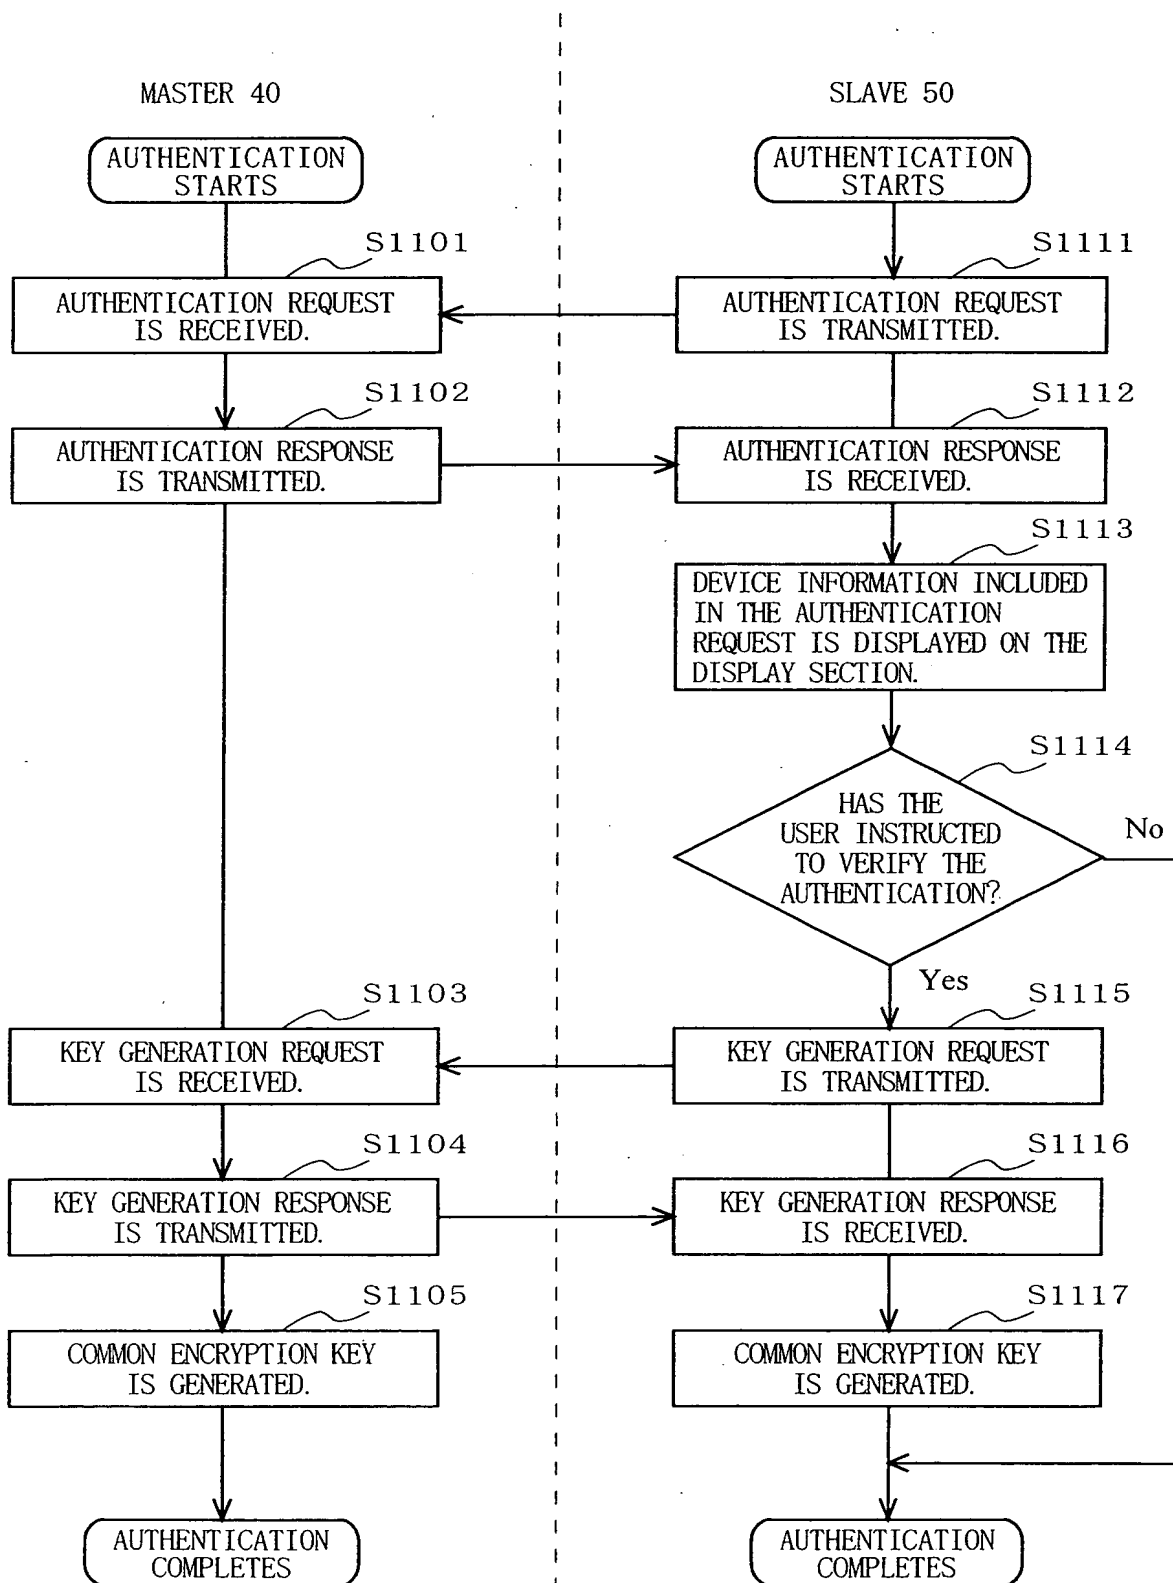 MASTER 40
SLAVE 50
AUTHENTICATION
STARTS
AUTHENTICATION
STARTS
S1101
S1111
AUTHENTICATION REQUEST
IS RECEIVED.
AUTHENTICATION REQUEST
IS TRANSMITTED.
S1102
S1112
AUTHENTICATION RESPONSE
IS TRANSMITTED.
AUTHENTICATION RESPONSE
IS RECEIVED.
S1113
DEVICE INFORMATION INCLUDED
IN THE AUTHENTICATION
REQUEST IS DISPLAYED ON THE
DISPLAY SECTION.
S1114
HAS THE
USER INSTRUCTED
TO VERIFY THE
AUTHENTICATION?
No
Yes
S1103
S1115
KEY GENERATION REQUEST
IS RECEIVED.
KEY GENERATION REQUEST
IS TRANSMITTED.
S1104
S1116
KEY GENERATION RESPONSE
IS TRANSMITTED.
KEY GENERATION RESPONSE
IS RECEIVED.
S1105
S1117
COMMON ENCRYPTION KEY
IS GENERATED.
COMMON ENCRYPTION KEY
IS GENERATED.
AUTHENTICATION
COMPLETES
AUTHENTICATION
COMPLETES